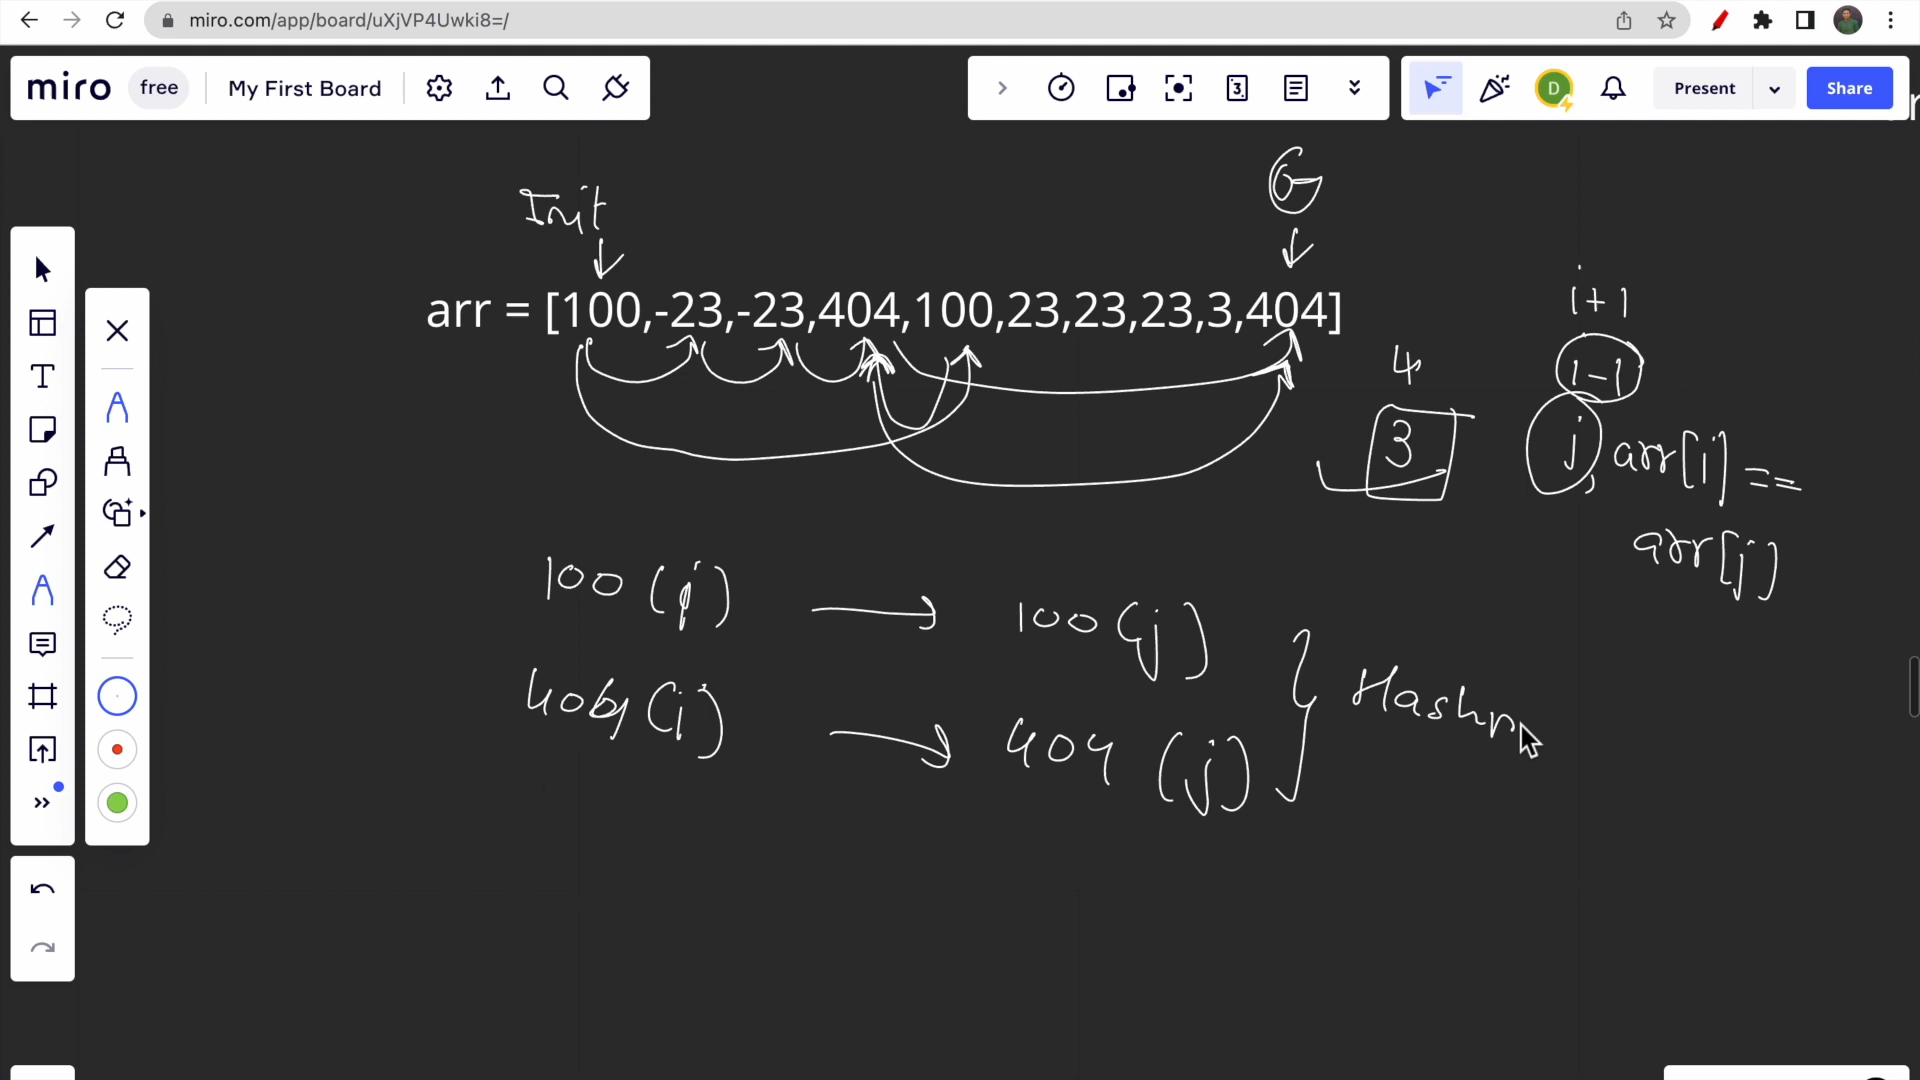 miro.com/app/board/uXjVP4Uwki8=/
miro free My First Board
3
D
Present
Share
Init
G
arr = [100,-23,-23,404,100,23,23,23,3,404]
i+1
i-1
4
3
j, arr[i] ==
arr[j]
T
100 (i) → 100 (j)
404 (i) → 404 (j)
Hashm